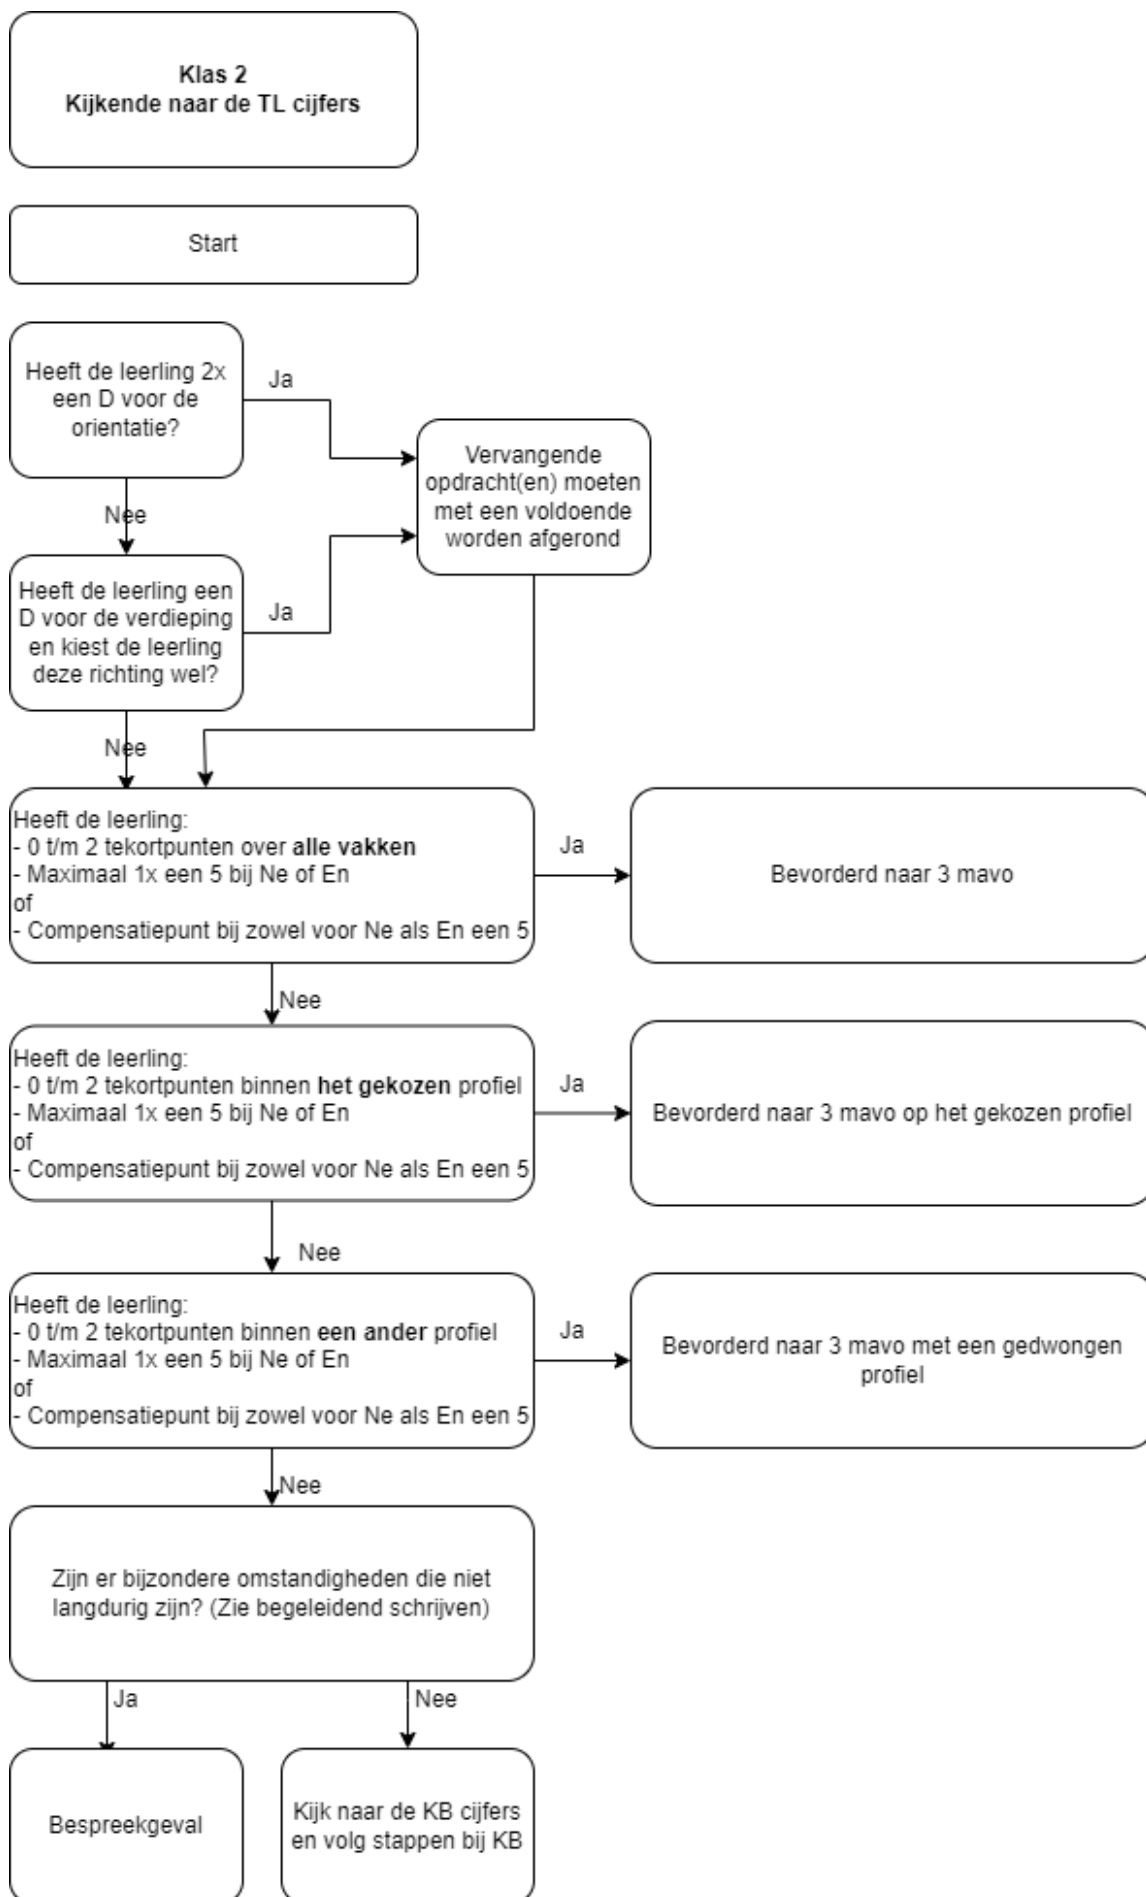 Klas 2
Kijkende naar de TL cijfers
Start
Heeft de leerling 2x
een D voor de
orientatie?
Ja
Vervangende
opdracht(en) moeten
met een voldoende
worden afgerond
Nee
Heeft de leerling een
D voor de verdieping
en kiest de leerling
deze richting wel?
Ja
Nee
Heeft de leerling:
- 0 t/m 2 tekortpunten over alle vakken
- Maximaal 1x een 5 bij Ne of En
of
- Compensatiepunt bij zowel voor Ne als En een 5
Ja
Bevorderd naar 3 mavo
Nee
Heeft de leerling:
- 0 t/m 2 tekortpunten binnen het gekozen profiel
- Maximaal 1x een 5 bij Ne of En
of
- Compensatiepunt bij zowel voor Ne als En een 5
Ja
Bevorderd naar 3 mavo op het gekozen profiel
Nee
Heeft de leerling:
- 0 t/m 2 tekortpunten binnen een ander profiel
- Maximaal 1x een 5 bij Ne of En
of
- Compensatiepunt bij zowel voor Ne als En een 5
Ja
Bevorderd naar 3 mavo met een gedwongen
profiel
Nee
Zijn er bijzondere omstandigheden die niet
langdurig zijn? (Zie begeleidend schrijven)
Ja
Nee
Bespreekgeval
Kijk naar de KB cijfers
en volg stappen bij KB